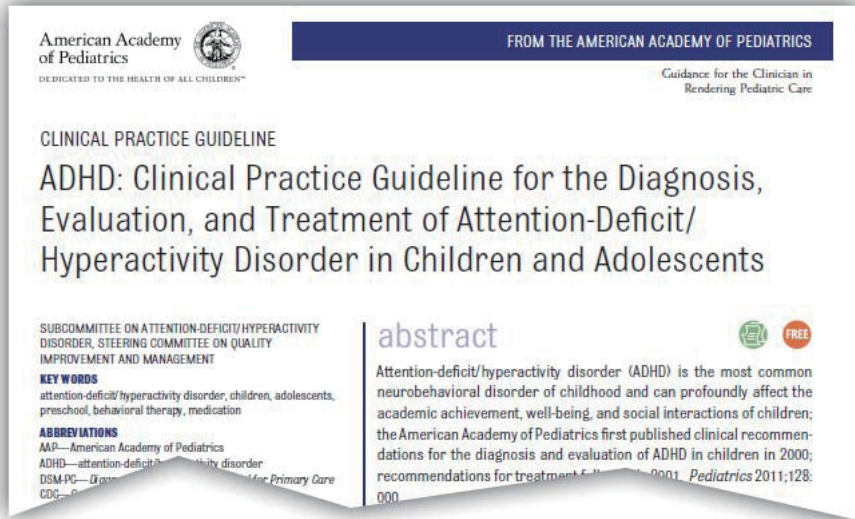 American Academy
of Pediatrics
DEDICATED TO THE HEALTH OF ALL CHILDREN™
FROM THE AMERICAN ACADEMY OF PEDIATRICS
Guidance for the Clinician in
Rendering Pediatric Care
CLINICAL PRACTICE GUIDELINE
ADHD: Clinical Practice Guideline for the Diagnosis,
Evaluation, and Treatment of Attention-Deficit/
Hyperactivity Disorder in Children and Adolescents
SUBCOMMITTEE ON ATTENTION-DEFICIT/HYPERACTIVITY
DISORDER, STEERING COMMITTEE ON QUALITY
IMPROVEMENT AND MANAGEMENT
KEY WORDS
attention-deficit/hyperactivity disorder, children, adolescents,
preschool, behavioral therapy, medication
ABBREVIATIONS
AAP—American Academy of Pediatrics
ADHD—attention-deficit/ disorder
DSM-PC— for Primary Care
abstract
FREE
Attention-deficit/hyperactivity disorder (ADHD) is the most common
neurobehavioral disorder of childhood and can profoundly affect the
academic achievement, well-being, and social interactions of children;
the American Academy of Pediatrics first published clinical recommen-
dations for the diagnosis and evaluation of ADHD in children in 2000;
recommendations for treatment 2001. Pediatrics 2011;128:
000